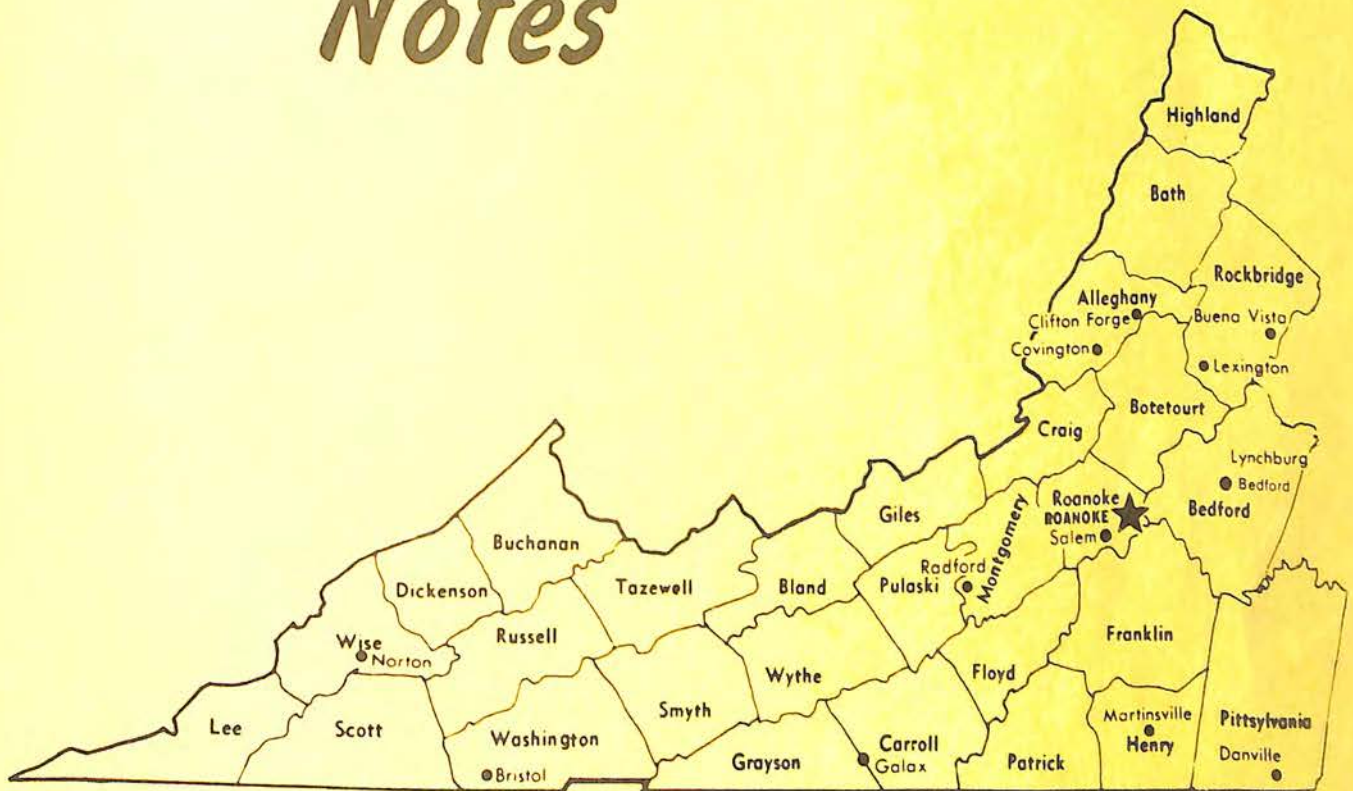 Notes
Highland
Bath
Rockbridge
Alleghany
Clifton Forge
Buena Vista
Covington
Lexington
Botetourt
Craig
Lynchburg
Bedford
Roanoke
ROANOKE
Bedford
Salem
Giles
Montgomery
Radford
Pulaski
Buchanan
Dickenson
Tazewell
Bland
Franklin
Russell
Wise
Norton
Wythe
Floyd
Smyth
Lee
Scott
Washington
Bristol
Grayson
Carroll
Galax
Patrick
Martinsville
Henry
Pittsylvania
Danville